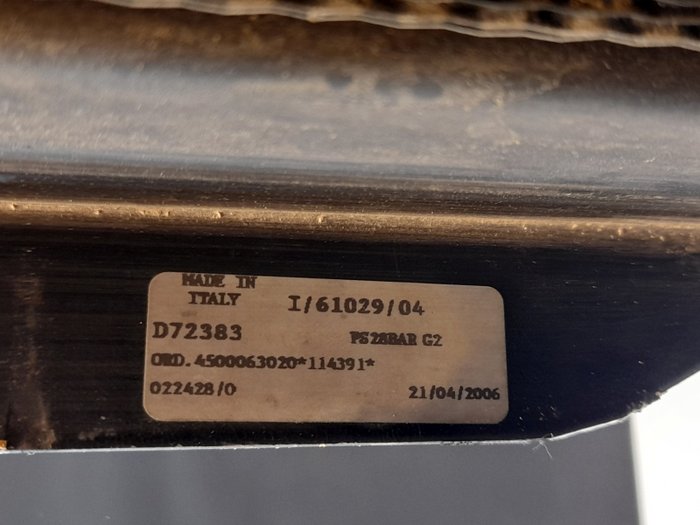 MADE IN
ITALY
I/61029/04
D72383
PS28BAR G2
ORD.4500063020*114391*
022428/0
21/04/2006